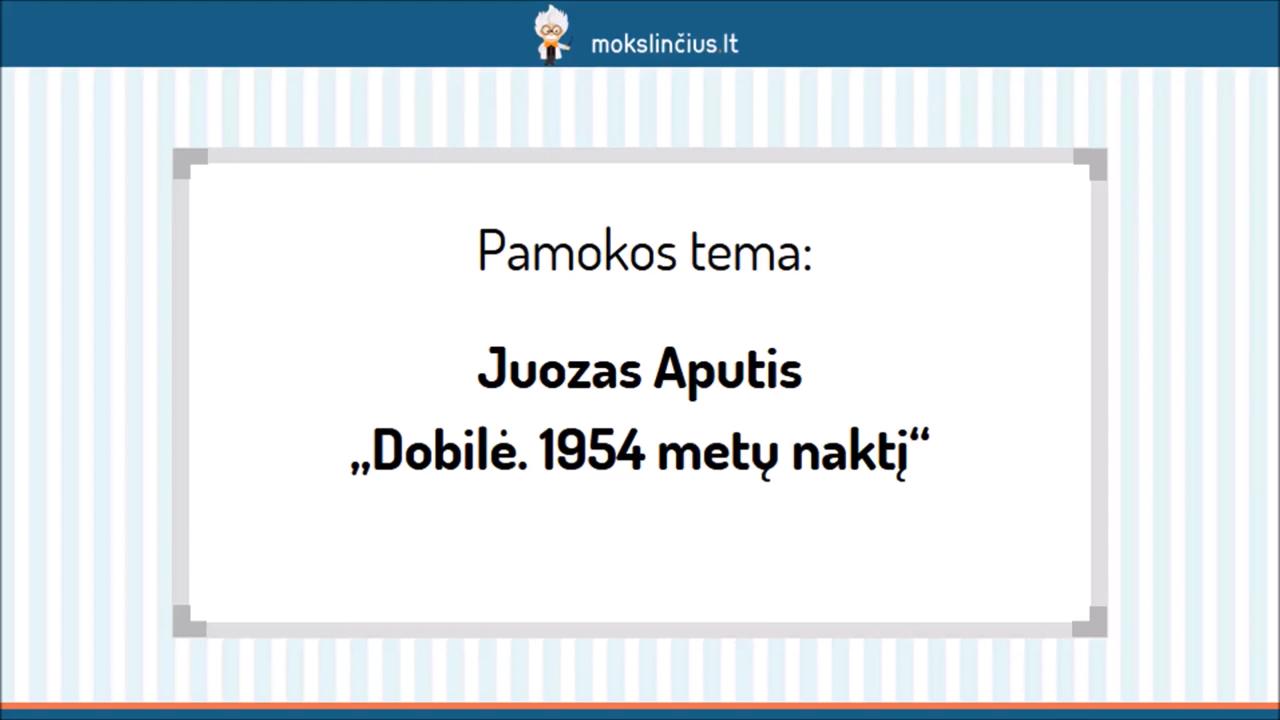 mokslinčius.lt
Pamokos tema:
Juozas Aputis
„Dobilė. 1954 metų naktį“